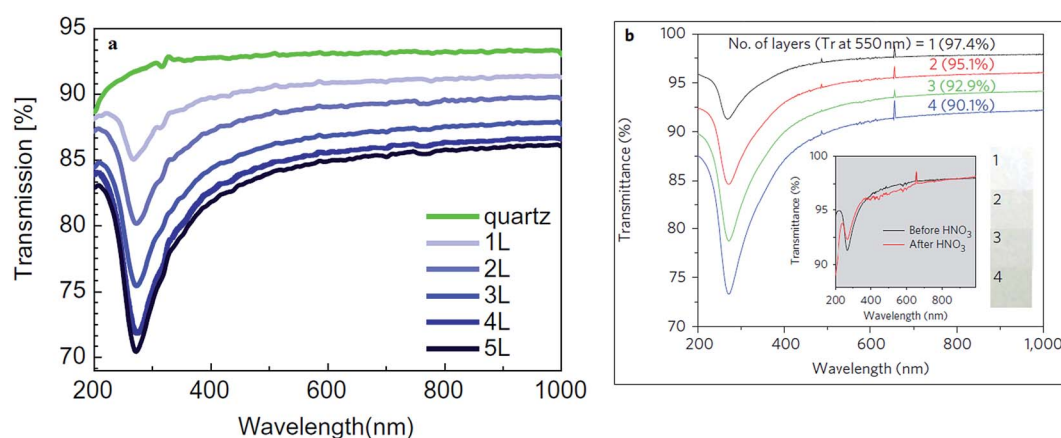 a
95
90
85
80
75
70
200 400 600 800 1000
Transmission [%]
Wavelength(nm)
quartz
1L
2L
3L
4L
5L
b
100
95
90
85
80
75
70
200 400 600 800 1,000
Transmittance (%)
Wavelength (nm)
No. of layers (Tr at 550 nm) = 1 (97.4%)
2 (95.1%)
3 (92.9%)
4 (90.1%)
100
95
90
200 400 600 800
Transmittance (%)
Wavelength (nm)
Before HNO₃
After HNO₃
1
2
3
4